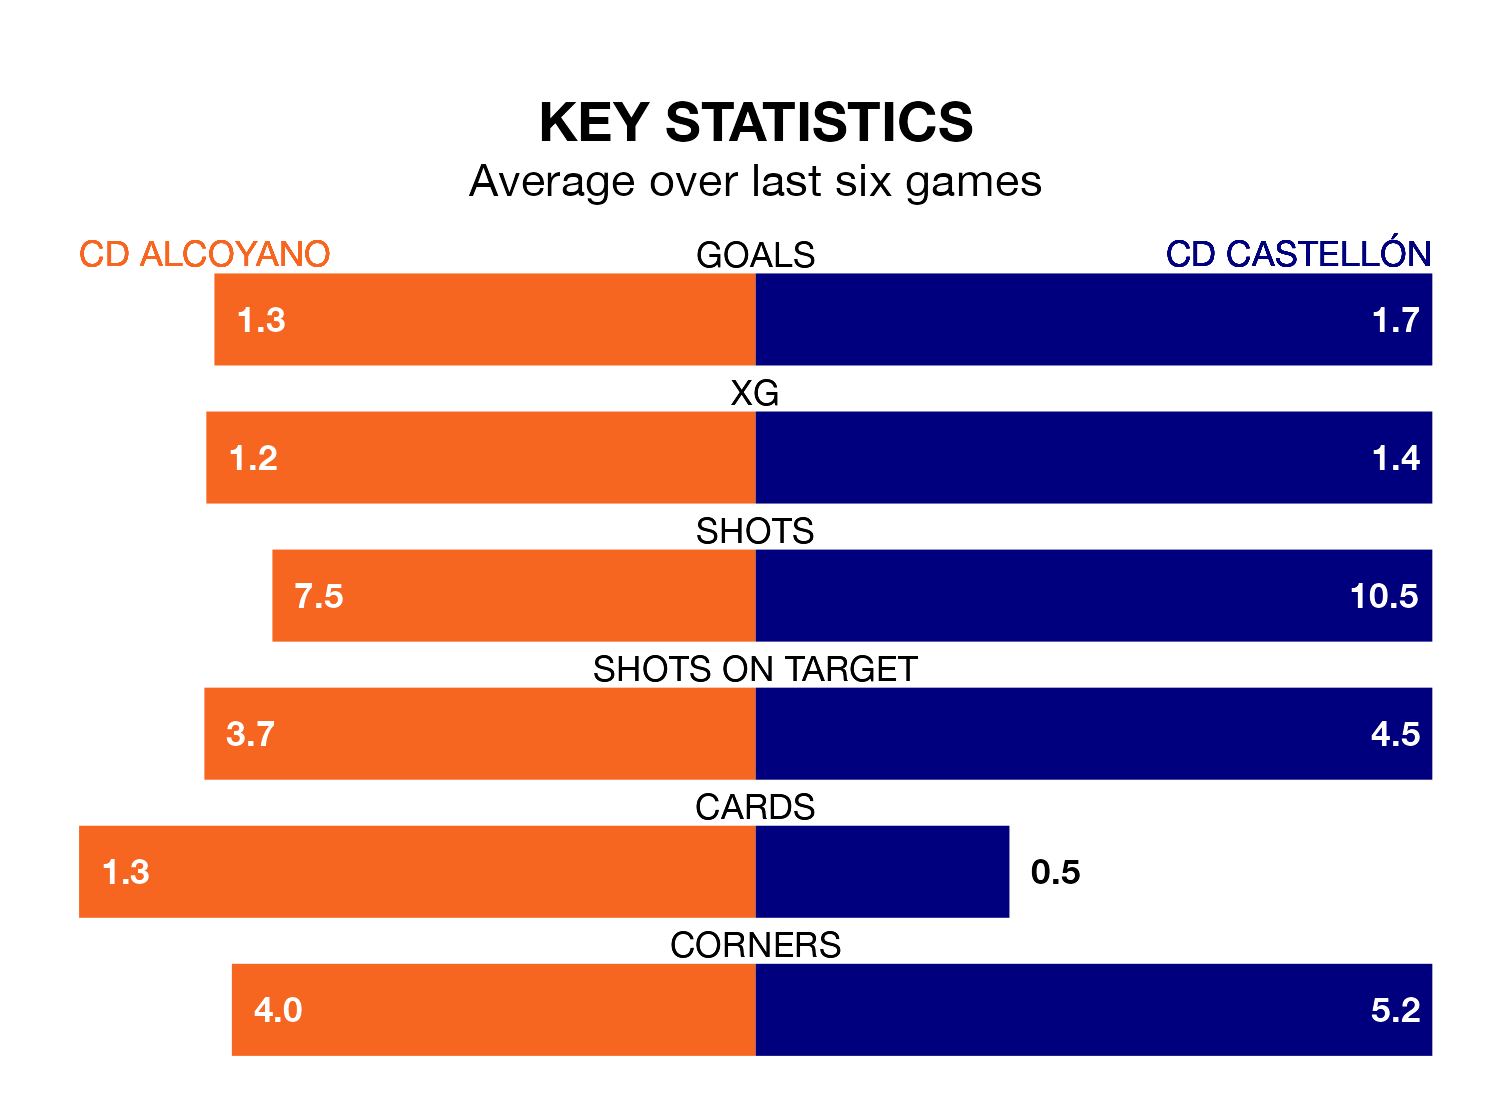 KEY STATISTICS
Average over last six games
CD ALCOYANO GOALS CD CASTELLÓN
1.3 1.7
XG
1.2 1.4
SHOTS
7.5 10.5
SHOTS ON TARGET
3.7 4.5
CARDS
1.3 0.5
CORNERS
4.0 5.2